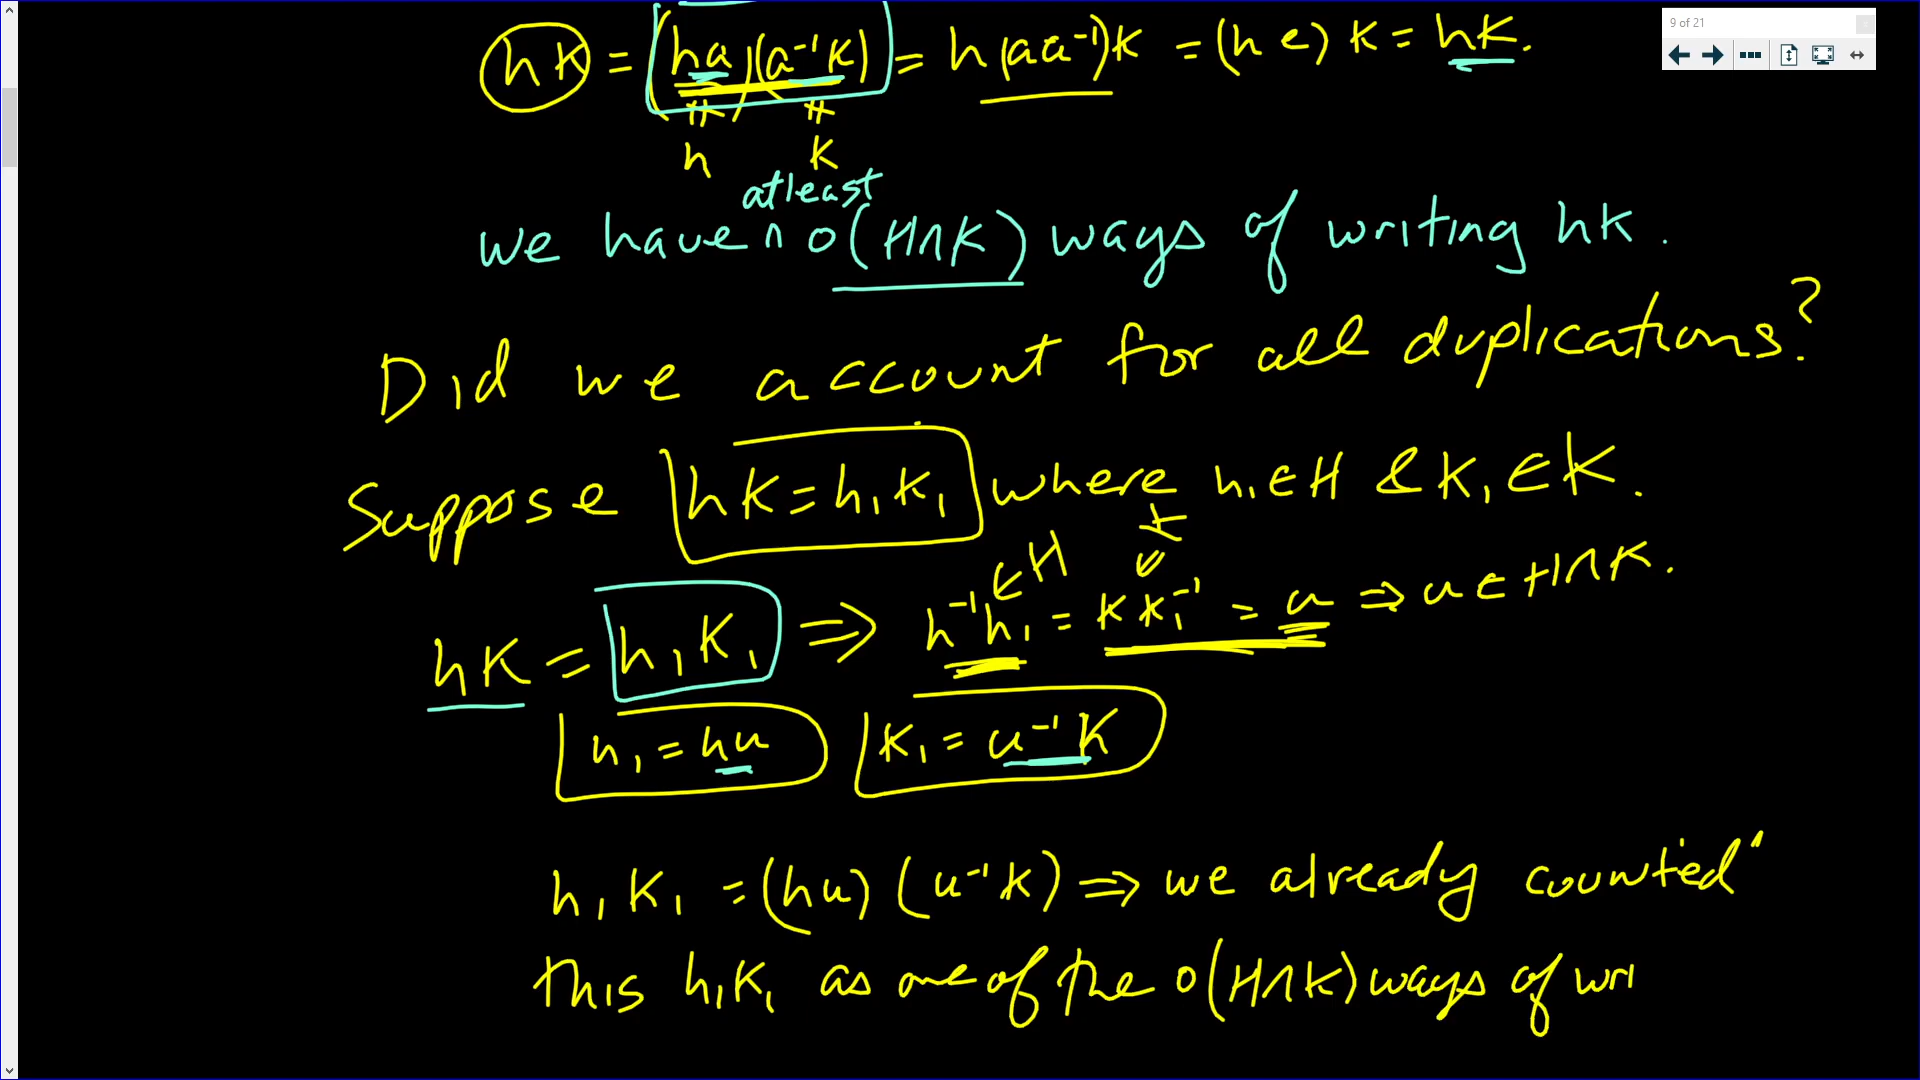 9 of 21
hk = (ha)(a⁻¹k) = h(aa⁻¹)k = (he)k = hk.
h k
atleast
we have ∧ o(H∩K) ways of writing hk.
Did we account for all duplications?
Suppose hk = h₁k₁ where h₁∈H & k₁∈K.
∈H
hk = h₁k₁ ⇒ h⁻¹h₁ = kk₁⁻¹ = u ⇒ u∈H∩K.
h₁ = hu k₁ = u⁻¹k
h₁k₁ = (hu)(u⁻¹k) ⇒ we already counted
this h₁k₁ as one of the o(H∩K) ways of wri